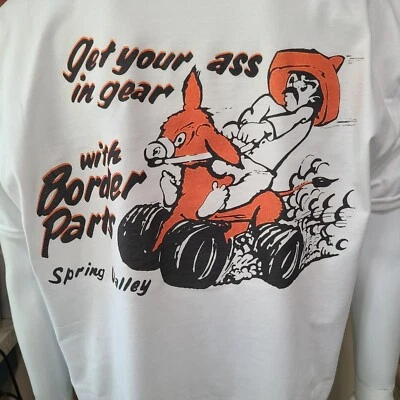 get your ass
in gear
with
Border
Parts
Spring Valley